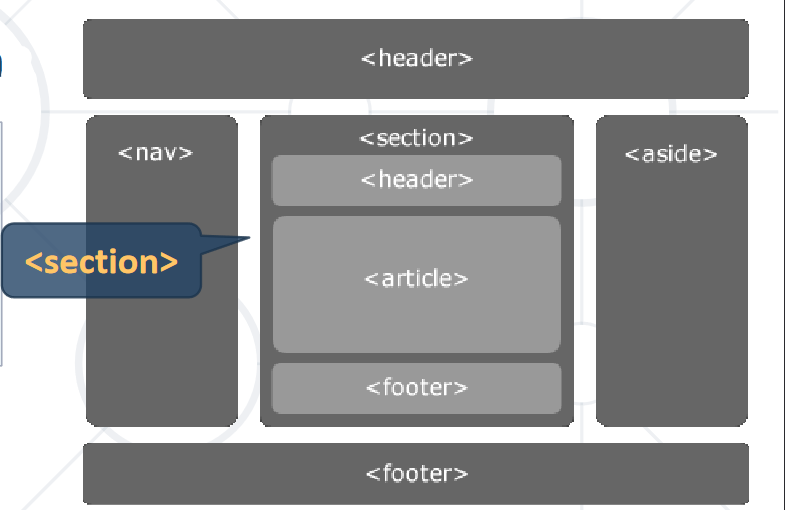 <header>
<nav>
<section>
<aside>
<header>
<section>
<article>
<footer>
<footer>